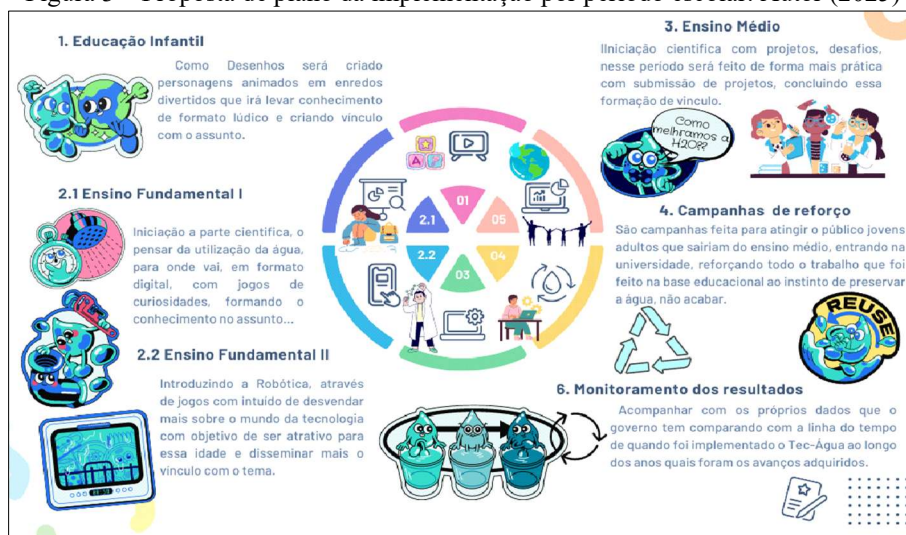 1. Educação Infantil
Como Desenhos será criado
personagens animados em enredos
divertidos que irá levar conhecimento
de formato lúdico e criando vínculo
com o assunto.
2.1 Ensino Fundamental I
Iniciação a parte científica, o
pensar da utilização da água,
para onde vai, em formato
digital, com jogos de
curiosidades, formando o
conhecimento no assunto...
2.2 Ensino Fundamental II
Introduzindo a Robótica, através
de jogos com intuído de desvendar
mais sobre o mundo da tecnologia
com objetivo de ser atrativo para
essa idade e disseminar mais o
vínculo com o tema.
01
2.1
05
2.2
04
03
3. Ensino Médio
IIniciação científica com projetos, desafios,
nesse período será feito de forma mais prática
com submissão de projetos, concluindo essa
formação de vínculo.
Como
melhramos a
H2O??
4. Campanhas de reforço
São campanhas feita para atingir o público jovens
adultos que sairiam do ensino médio, entrando na
universidade, reforçando todo o trabalho que foi
feito na base educacional ao instinto de preservar
a água, não acabar.
REUSE
6. Monitoramento dos resultados
Acompanhar com os próprios dados que o
governo tem comparando com a linha do tempo
de quando foi implementado o Tec-Água ao longo
dos anos quais foram os avanços adquiridos.